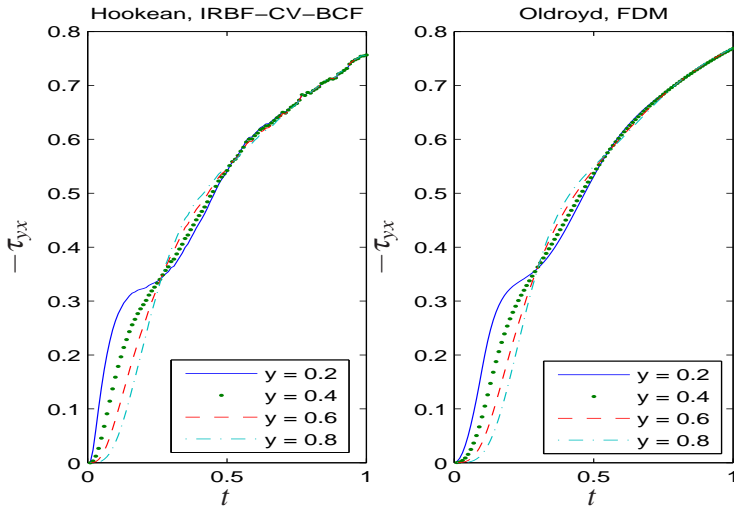 Hookean, IRBF−CV−BCF
0.8
0.7
0.6
0.5
0.4
0.3
0.2
0.1
0
−τyx
0
0.5
1
t
y = 0.2
y = 0.4
y = 0.6
y = 0.8
Oldroyd, FDM
0.8
0.7
0.6
0.5
0.4
0.3
0.2
0.1
0
−τyx
0
0.5
1
t
y = 0.2
y = 0.4
y = 0.6
y = 0.8